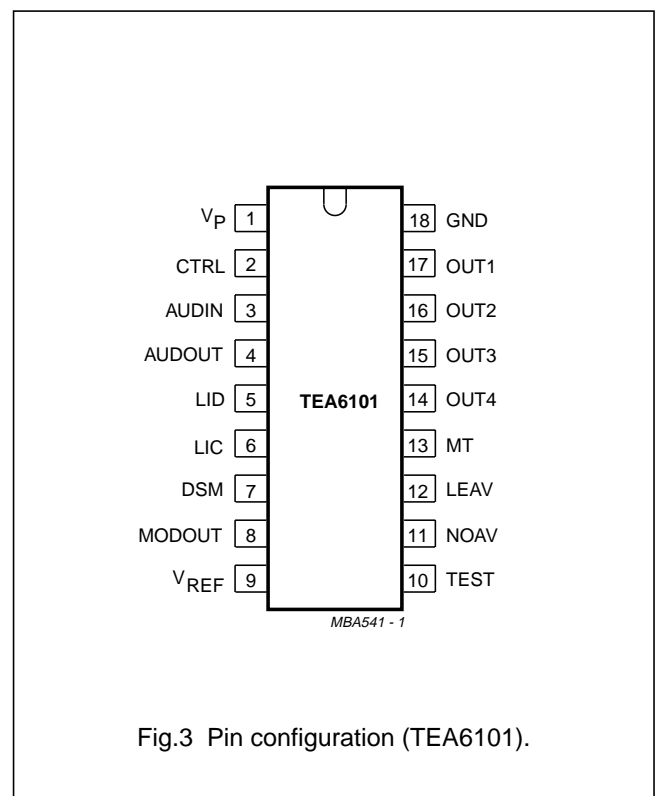 VP 1 18 GND
CTRL 2 17 OUT1
AUDIN 3 16 OUT2
AUDOUT 4 15 OUT3
LID 5 TEA6101 14 OUT4
LIC 6 13 MT
DSM 7 12 LEAV
MODOUT 8 11 NOAV
VREF 9 10 TEST
MBA541 - 1
Fig.3 Pin configuration (TEA6101).